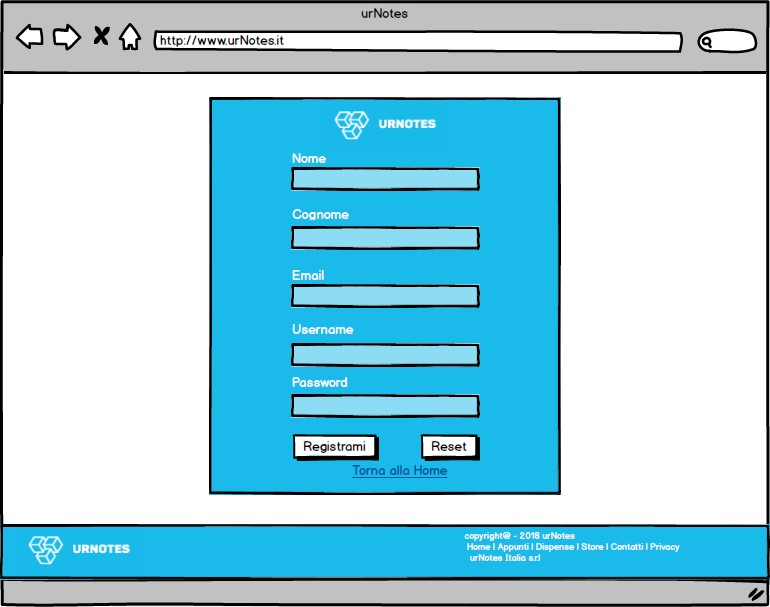 urNotes
http://www.urNotes.it
URNOTES
Nome
Cognome
Email
Username
Password
Registrami Reset
Torna alla Home
URNOTES
copyright@ - 2018 urNotes
Home | Appunti | Dispense | Store | Contatti | Privacy
urNotes Italia s.r.l